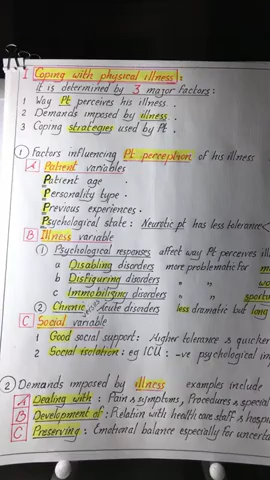 I Coping with physical illness :
It is determined by 3 major factors :
1 Way Pt perceives his illness .
2 Demands imposed by illness .
3 Coping strategies used by Pt .
① Factors influencing Pt perception of his illness
A Patient variables
Patient age .
Personality type .
Previous experiences .
Psychological state : Neurotic pt has less tolerance
B Illness variable
① Psychological responses affect way Pt perceives ill
a Disabling disorders more problematic for m
b Disfiguring disorders " "
c Immobilising disorders " " sport
② Chronic versus Acute disorders less dramatic but long
C Social variable
1 Good social support : Higher tolerance & quicker
2 Social isolation : eg ICU : -ve psychological im
② Demands imposed by illness examples include
A Dealing with : Pain & symptoms , Procedures & special
B Development of : Relation with health care staff & hosp
C Preserving : Emotional balance especially for uncerta